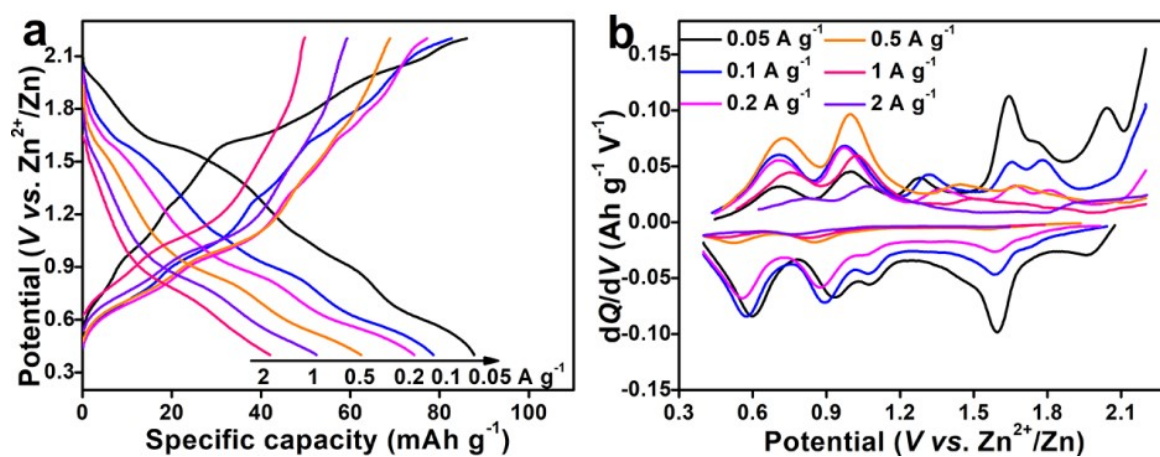 a
2.1
1.8
1.5
1.2
0.9
0.6
0.3
Potential (V vs. Zn²⁺/Zn)
2 1 0.5 0.2 0.1 0.05 A g⁻¹
0 20 40 60 80 100
Specific capacity (mAh g⁻¹)
b
0.05 A g⁻¹ 0.5 A g⁻¹
0.1 A g⁻¹ 1 A g⁻¹
0.2 A g⁻¹ 2 A g⁻¹
0.15
0.10
0.05
0.00
-0.05
-0.10
-0.15
dQ/dV (Ah g⁻¹ V⁻¹)
0.3 0.6 0.9 1.2 1.5 1.8 2.1
Potential (V vs. Zn²⁺/Zn)